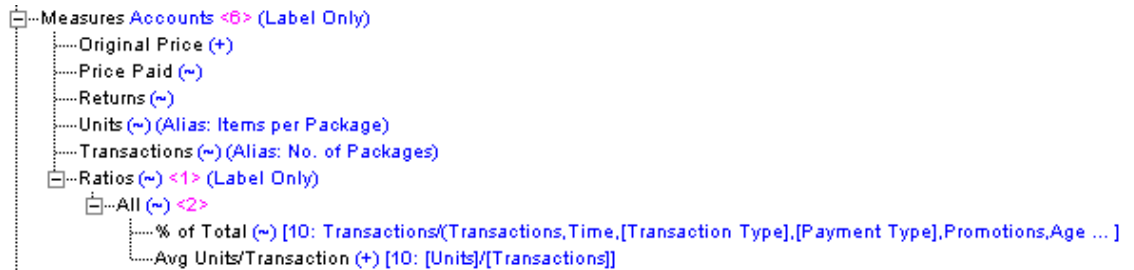 Measures Accounts <6> (Label Only)
Original Price (+)
Price Paid (~)
Returns (~)
Units (~) (Alias: Items per Package)
Transactions (~) (Alias: No. of Packages)
Ratios (~) <1> (Label Only)
All (~) <2>
% of Total (~) [10: Transactions/(Transactions,Time,[Transaction Type],[Payment Type],Promotions,Age ... ]
Avg Units/Transaction (+) [10: [Units]/[Transactions]]